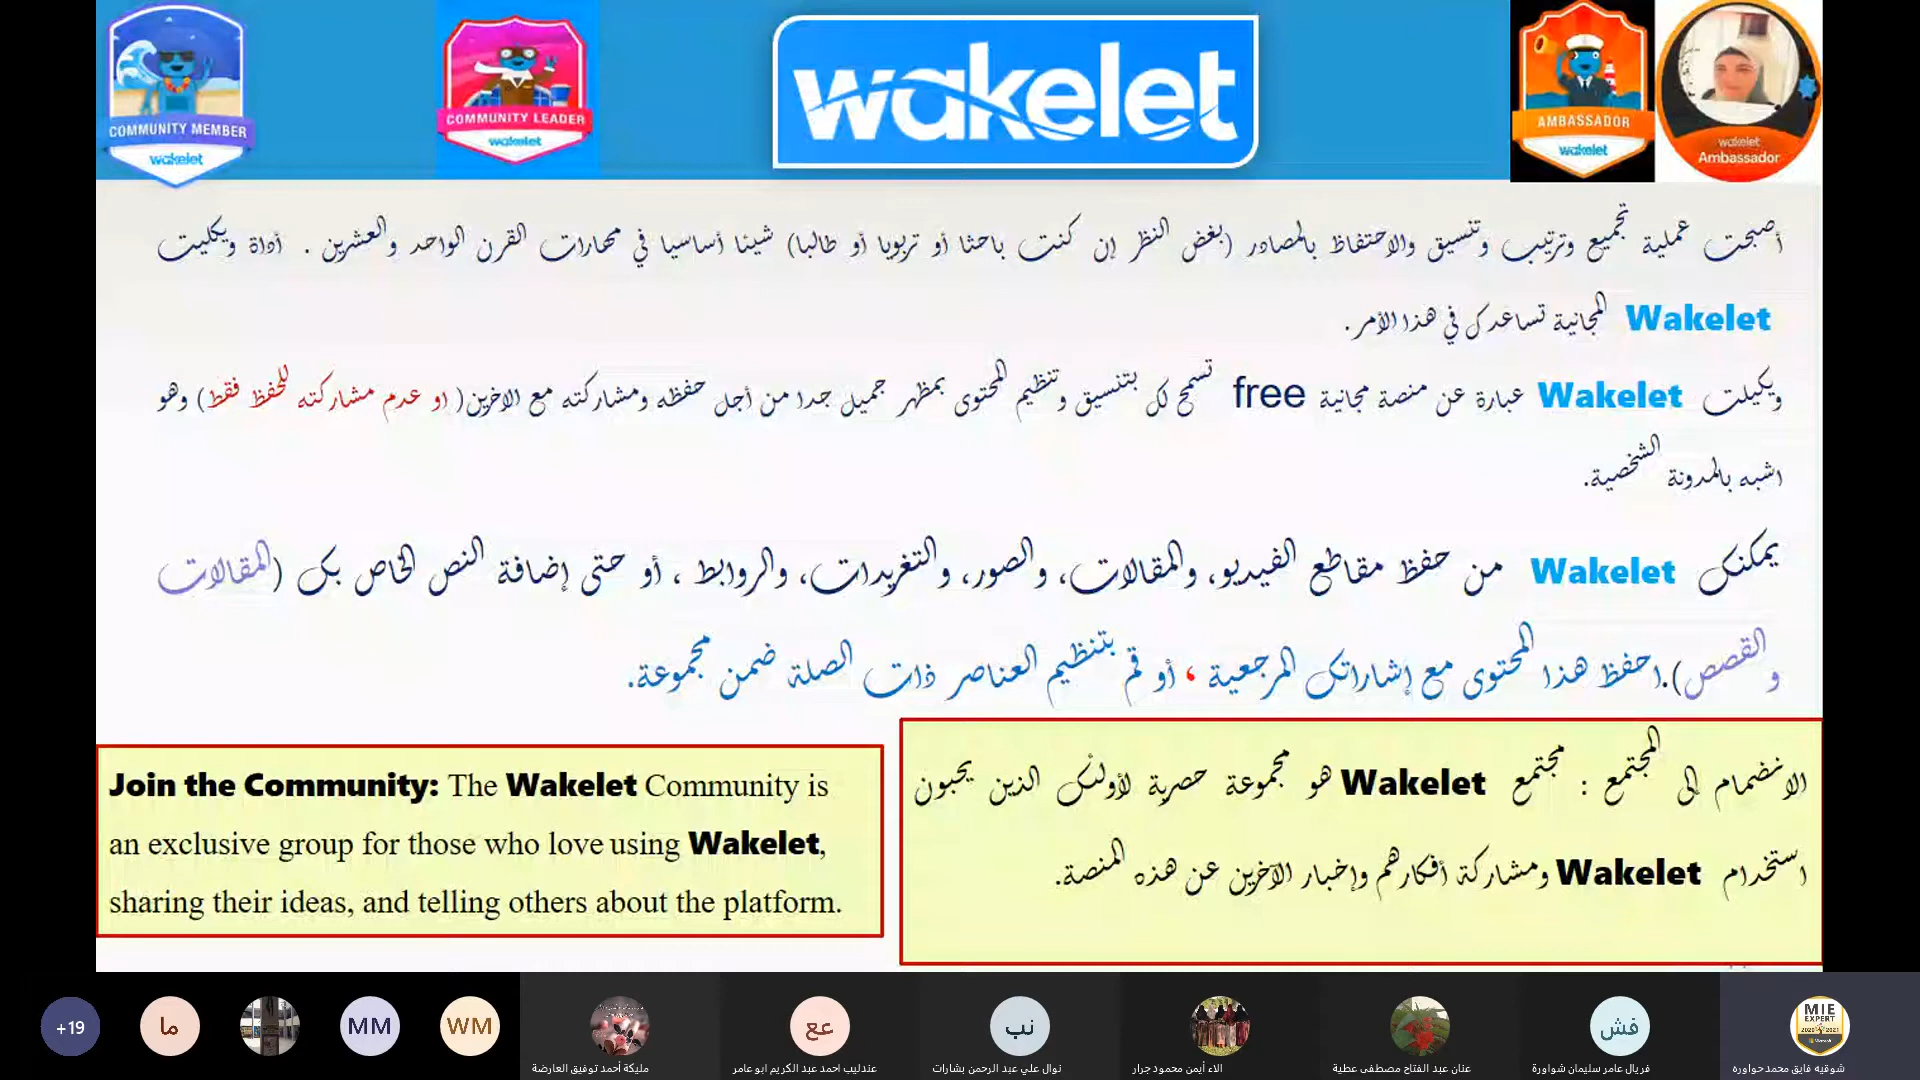 COMMUNITY MEMBER
wakelet
COMMUNITY LEADER
wakelet
wakelet
AMBASSADOR
wakelet
wakelet
Ambassador
أصبحت عملية تجميع وترتيب وتنسيق والاحتفاظ بالمصادر (بغض النظر إن كنت باحثا أو تربويا أو طالبا) شيئا أساسيا في مهارات القرن الواحد والعشرين . أداة ويكليت
Wakelet المجانية تساعدك في هذا الأمر.
ويكيلت Wakelet عبارة عن منصة مجانية free تسمح لك بتنسيق وتنظيم المحتوى بمظهر جميل جدا من أجل حفظه ومشاركته مع الاخرين( او عدم مشاركته للحفظ فقط) وهو
اشبه بالمدونة الشخصية.
يمكنك Wakelet من حفظ مقاطع الفيديو، والمقالات، والصور، والتغريدات، والروابط ، أو حتى إضافة النص الخاص بك (المقالات
والقصص).احفظ هذا المحتوى مع إشاراتك المرجعية ، أو قم بتنظيم العناصر ذات الصلة ضمن مجموعة.
الانضمام إلى المجتمع : مجتمع Wakelet هو مجموعة حصرية لأولئك الذين يحبون
استخدام Wakelet ومشاركة أفكارهم وإخبار الآخرين عن هذه المنصة.
Join the Community: The Wakelet Community is
an exclusive group for those who love using Wakelet,
sharing their ideas, and telling others about the platform.
+19
ما
MM
WM
عع
نب
فش
MIE
EXPERT
2020 2021
مليكة أحمد توفيق العارضة
عندليب احمد عبد الكريم ابو عامر
نوال علي عبد الرحمن بشارات
الاء أيمن محمود جرار
عنان عبد الفتاح مصطفى عطية
فريال عامر سليمان شواورة
شوقيه فايق محمد حواوره